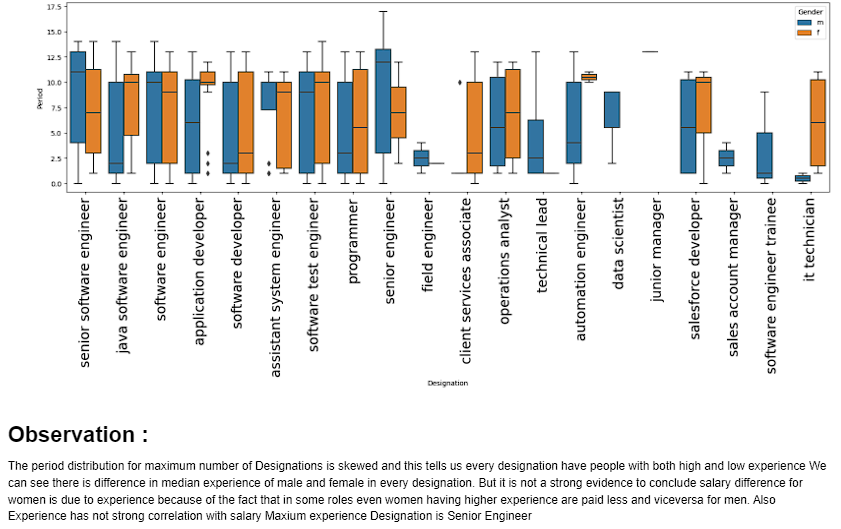 17.5
15.0
12.5
10.0
7.5
5.0
2.5
0.0
Period
Gender
m
f
senior software engineer
java software engineer
software engineer
application developer
software developer
assistant system engineer
software test engineer
programmer
senior engineer
field engineer
client services associate
operations analyst
technical lead
automation engineer
data scientist
junior manager
salesforce developer
sales account manager
software engineer trainee
it technician
Designation
Observation :
The period distribution for maximum number of Designations is skewed and this tells us every designation have people with both high and low experience We
can see there is difference in median experience of male and female in every designation. But it is not a strong evidence to conclude salary difference for
women is due to experience because of the fact that in some roles even women having higher experience are paid less and viceversa for men. Also
Experience has not strong correlation with salary Maxium experience Designation is Senior Engineer